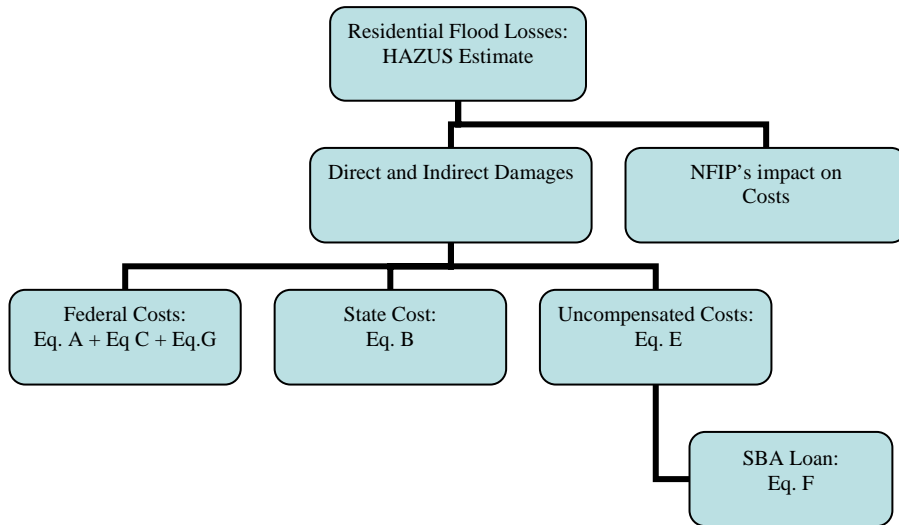 Residential Flood Losses:
HAZUS Estimate
Direct and Indirect Damages
NFIP's impact on
Costs
Federal Costs:
Eq. A + Eq C + Eq.G
State Cost:
Eq. B
Uncompensated Costs:
Eq. E
SBA Loan:
Eq. F